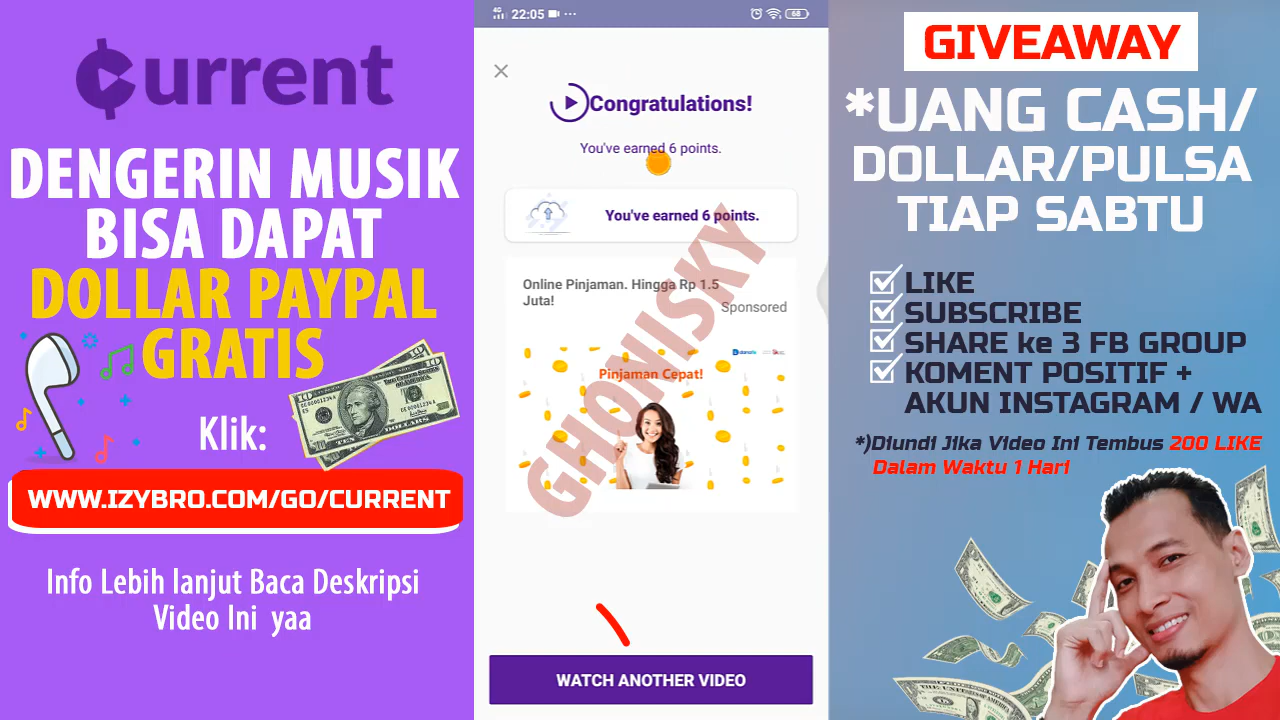 Current
DENGERIN MUSIK
BISA DAPAT
DOLLAR PAYPAL
GRATIS
Klik:
WWW.IZYBRO.COM/GO/CURRENT
Info Lebih lanjut Baca Deskripsi
Video Ini yaa
4G 22:05 ... 68
Congratulations!
You've earned 6 points.
You've earned 6 points.
Online Pinjaman. Hingga Rp 1.5
Juta!
Sponsored
Pinjaman Cepat!
GHONISKY
WATCH ANOTHER VIDEO
GIVEAWAY
*UANG CASH/
DOLLAR/PULSA
TIAP SABTU
LIKE
SUBSCRIBE
SHARE ke 3 FB GROUP
KOMENT POSITIF +
AKUN INSTAGRAM / WA
*)Diundi Jika Video Ini Tembus 200 LIKE
Dalam Waktu 1 Hari